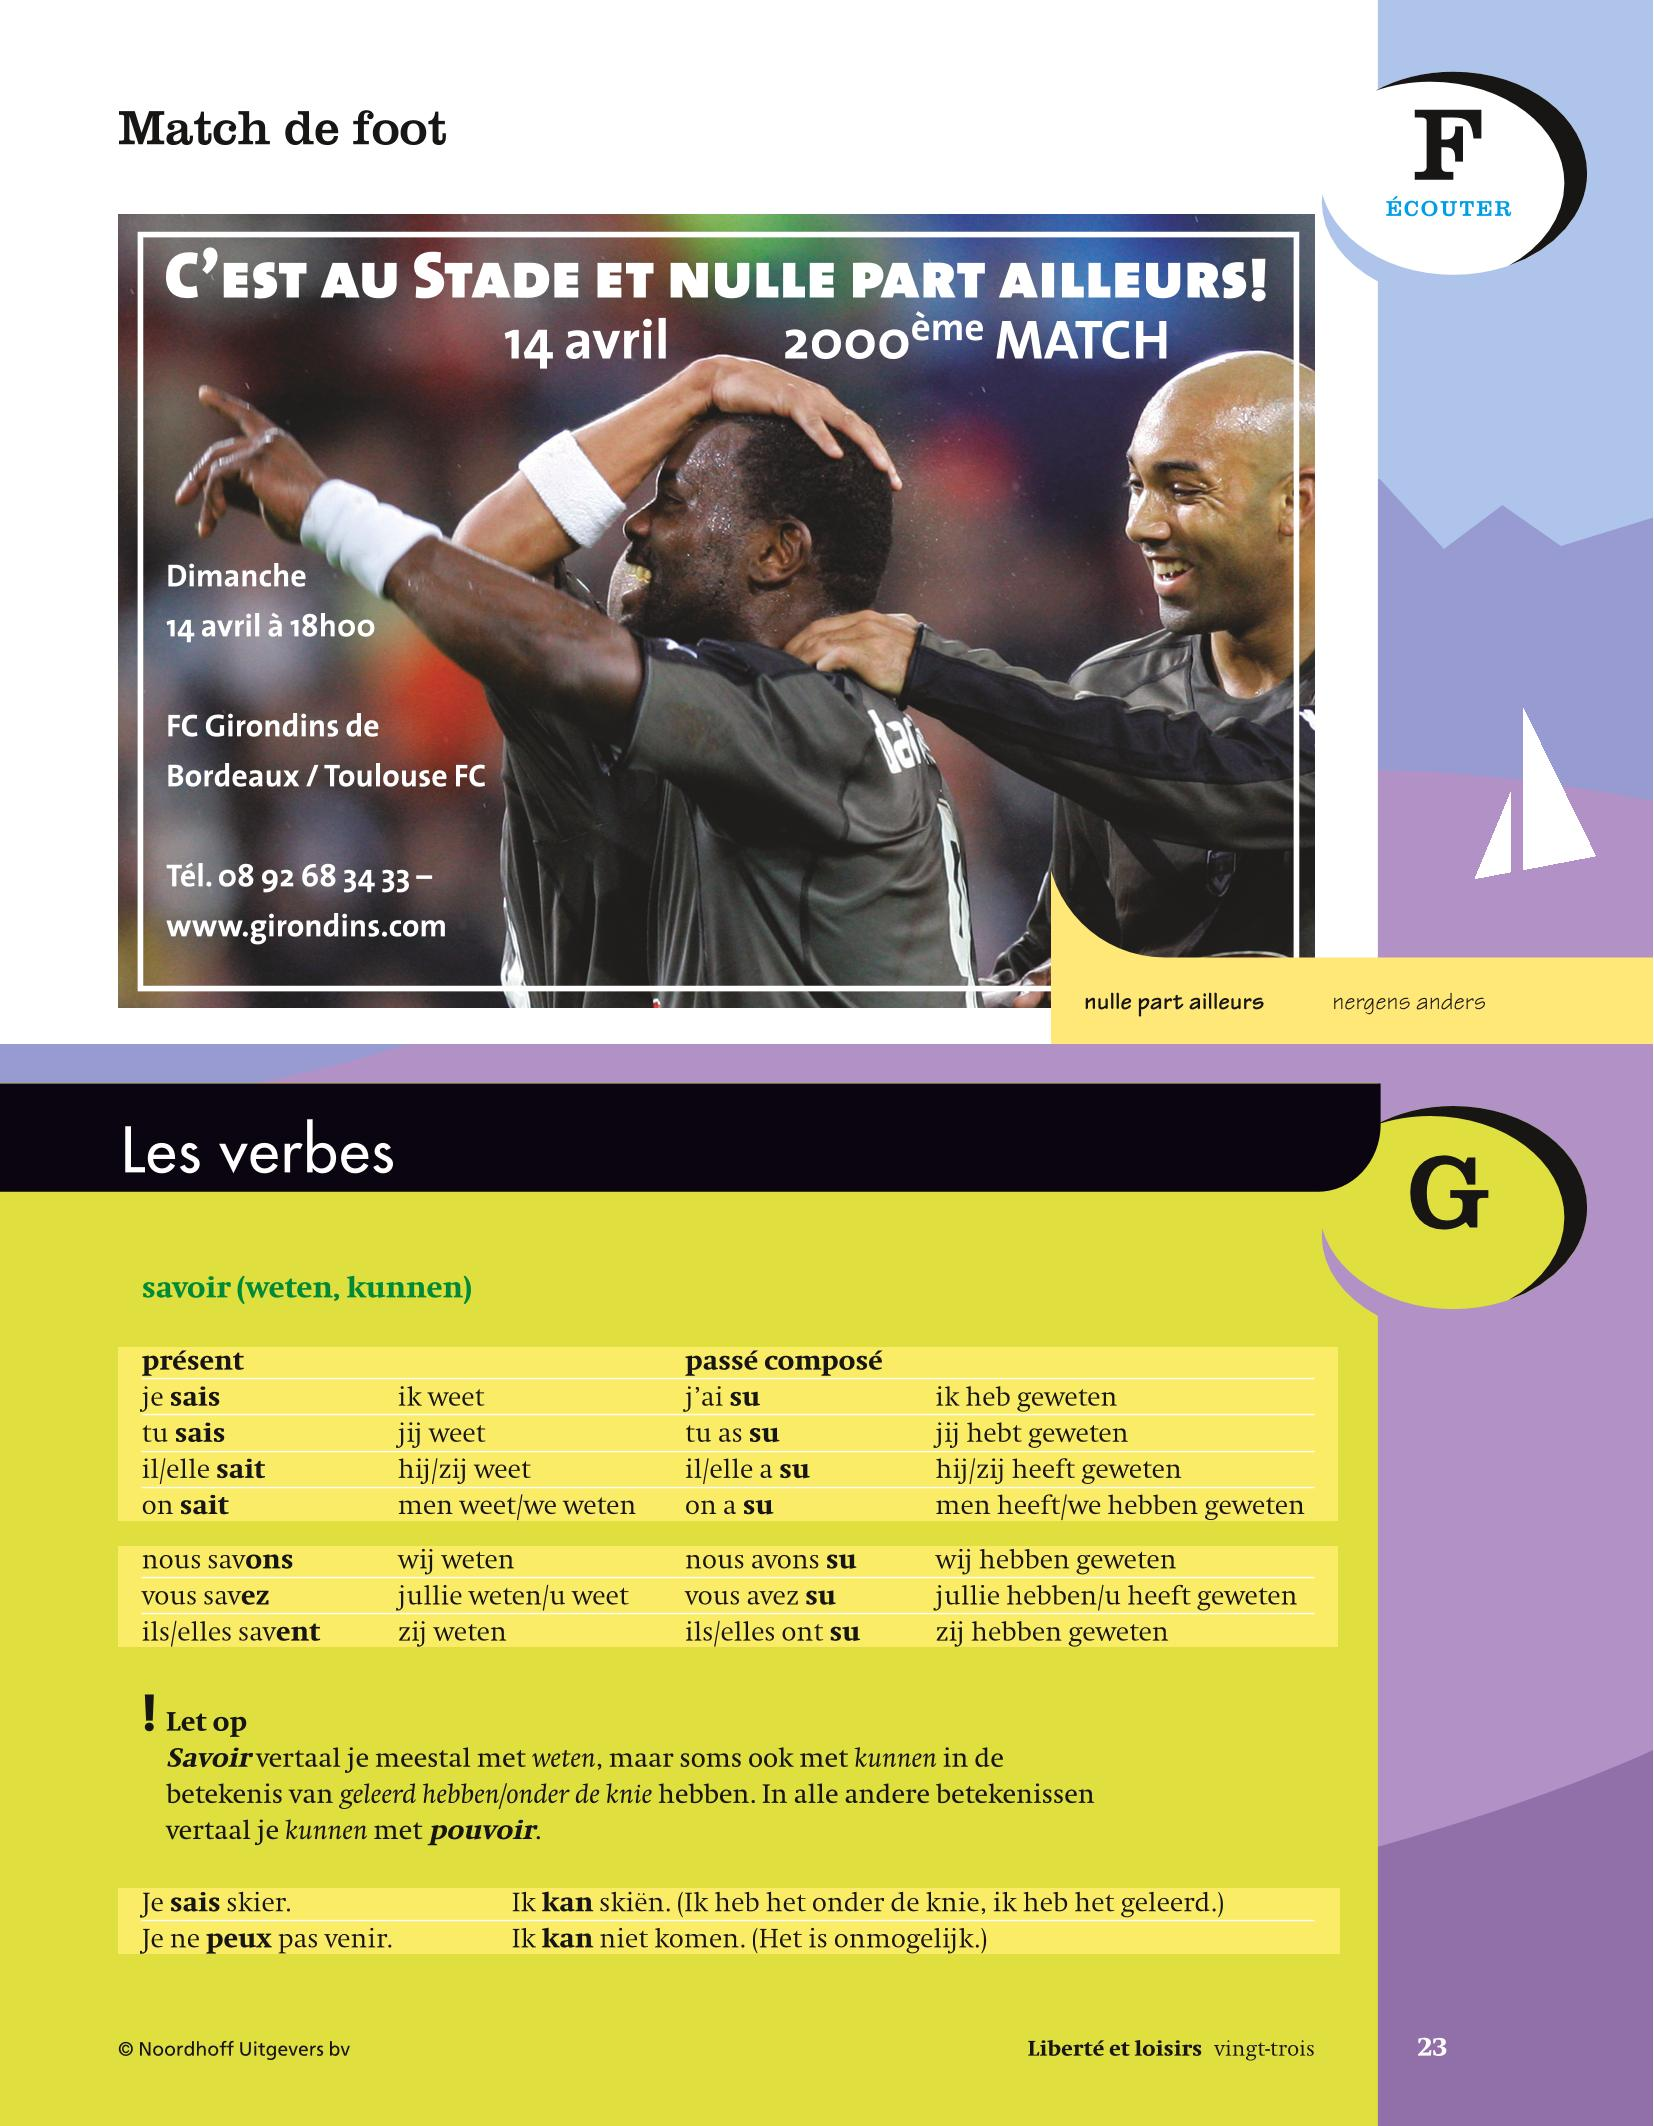 Match de foot
F
ÉCOUTER
C'EST AU STADE ET NULLE PART AILLEURS!
14 avril 2000ème MATCH
Dimanche
14 avril à 18h00
FC Girondins de
Bordeaux / Toulouse FC
Tél. 08 92 68 34 33 –
www.girondins.com
nulle part ailleurs nergens anders
Les verbes
G
savoir (weten, kunnen)
présent passé composé
je sais ik weet j'ai su ik heb geweten
tu sais jij weet tu as su jij hebt geweten
il/elle sait hij/zij weet il/elle a su hij/zij heeft geweten
on sait men weet/we weten on a su men heeft/we hebben geweten
nous savons wij weten nous avons su wij hebben geweten
vous savez jullie weten/u weet vous avez su jullie hebben/u heeft geweten
ils/elles savent zij weten ils/elles ont su zij hebben geweten
! Let op
Savoir vertaal je meestal met weten, maar soms ook met kunnen in de
betekenis van geleerd hebben/onder de knie hebben. In alle andere betekenissen
vertaal je kunnen met pouvoir.
Je sais skier. Ik kan skiën. (Ik heb het onder de knie, ik heb het geleerd.)
Je ne peux pas venir. Ik kan niet komen. (Het is onmogelijk.)
© Noordhoff Uitgevers bv
Liberté et loisirs vingt-trois 23